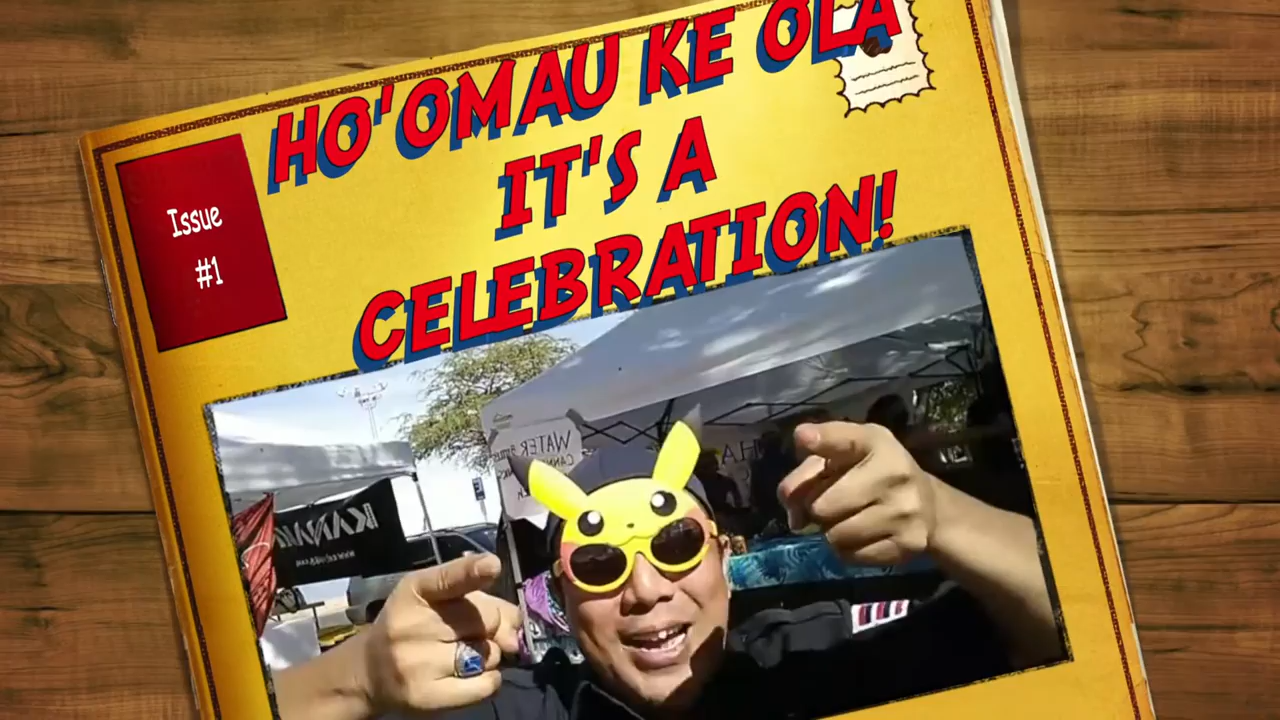 HO'OMAU KE OLA
IT'S A
CELEBRATION!
Issue
#1
WATER